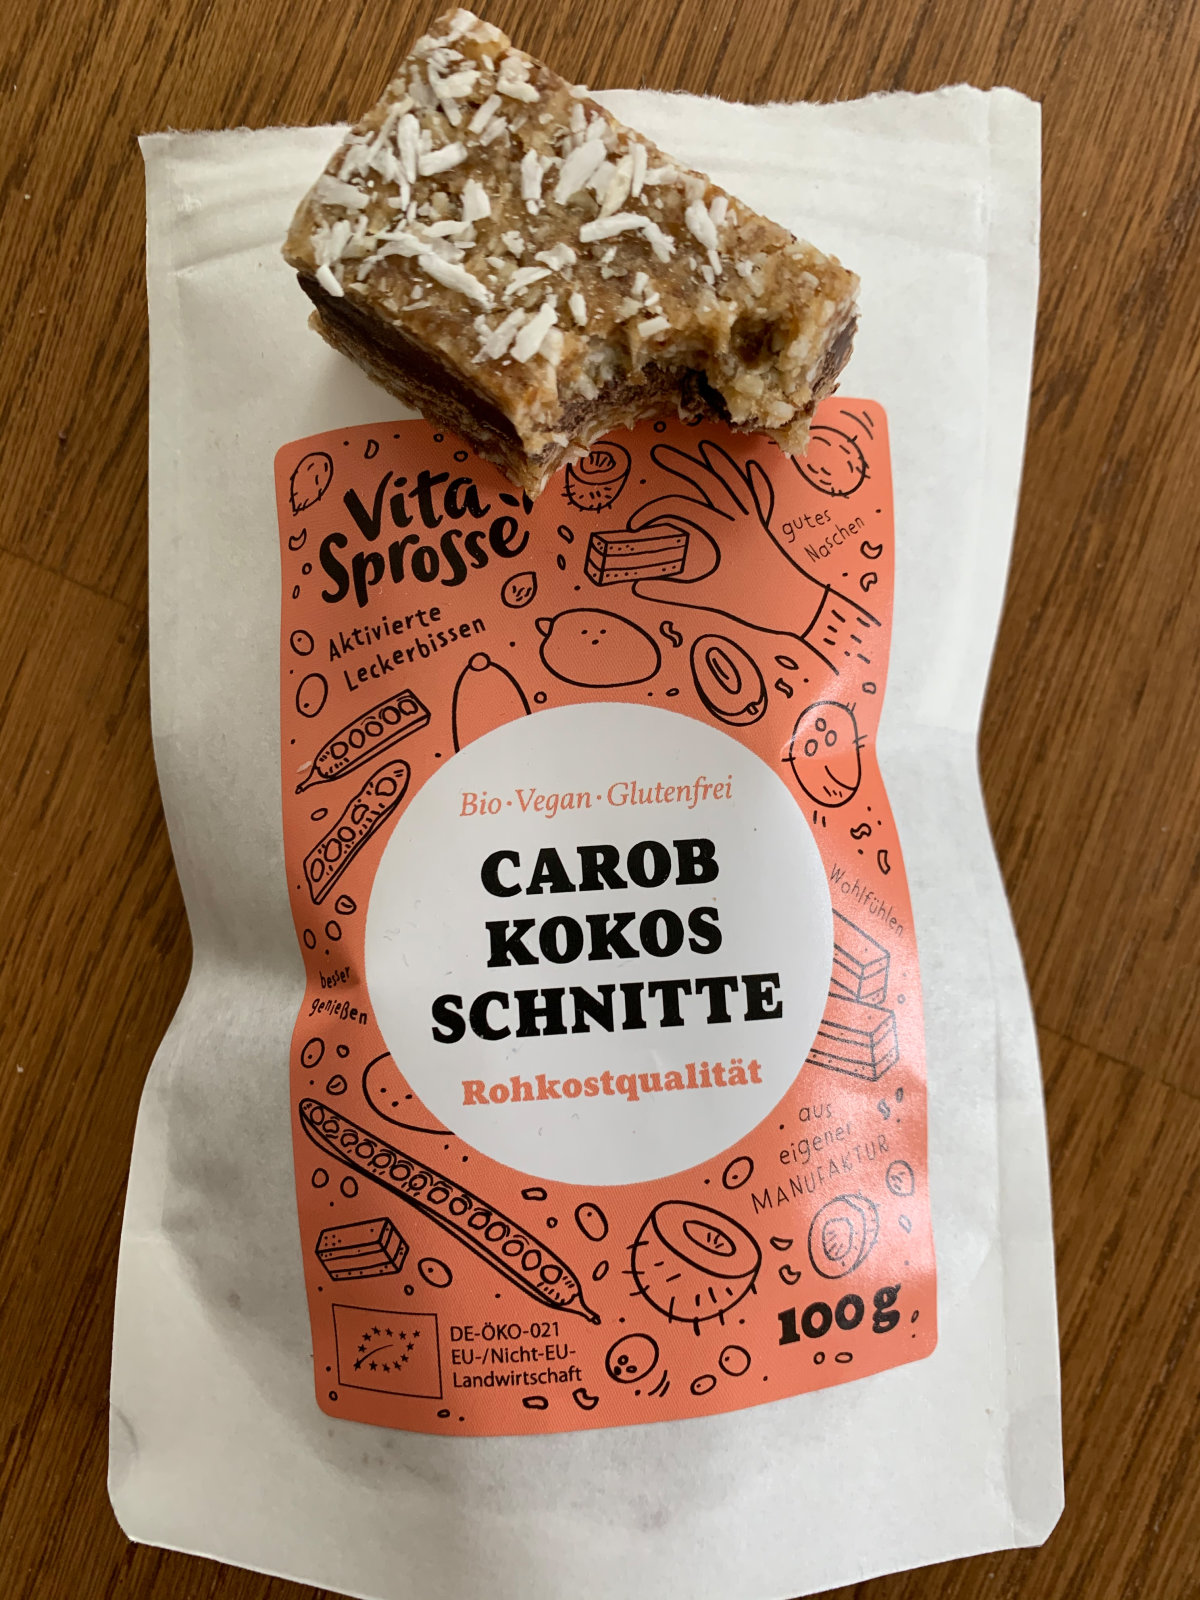 Vita
Sprosse
Aktivierte
Leckerbissen
gutes
Naschen
Bio·Vegan·Glutenfrei
CAROB
KOKOS
SCHNITTE
Rohkostqualität
Wohlfühlen
besser
genießen
aus
eigener
MANUFAKTUR
DE-ÖKO-021
EU-/Nicht-EU-
Landwirtschaft
100g